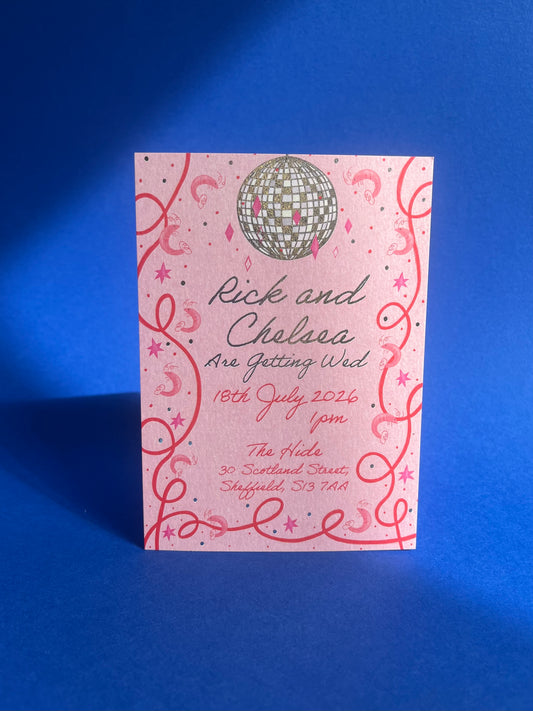 Rick and
Chelsea
Are Getting Wed
18th July 2026
1pm
The Hide
30 Scotland Street,
Sheffield, S13 7AA